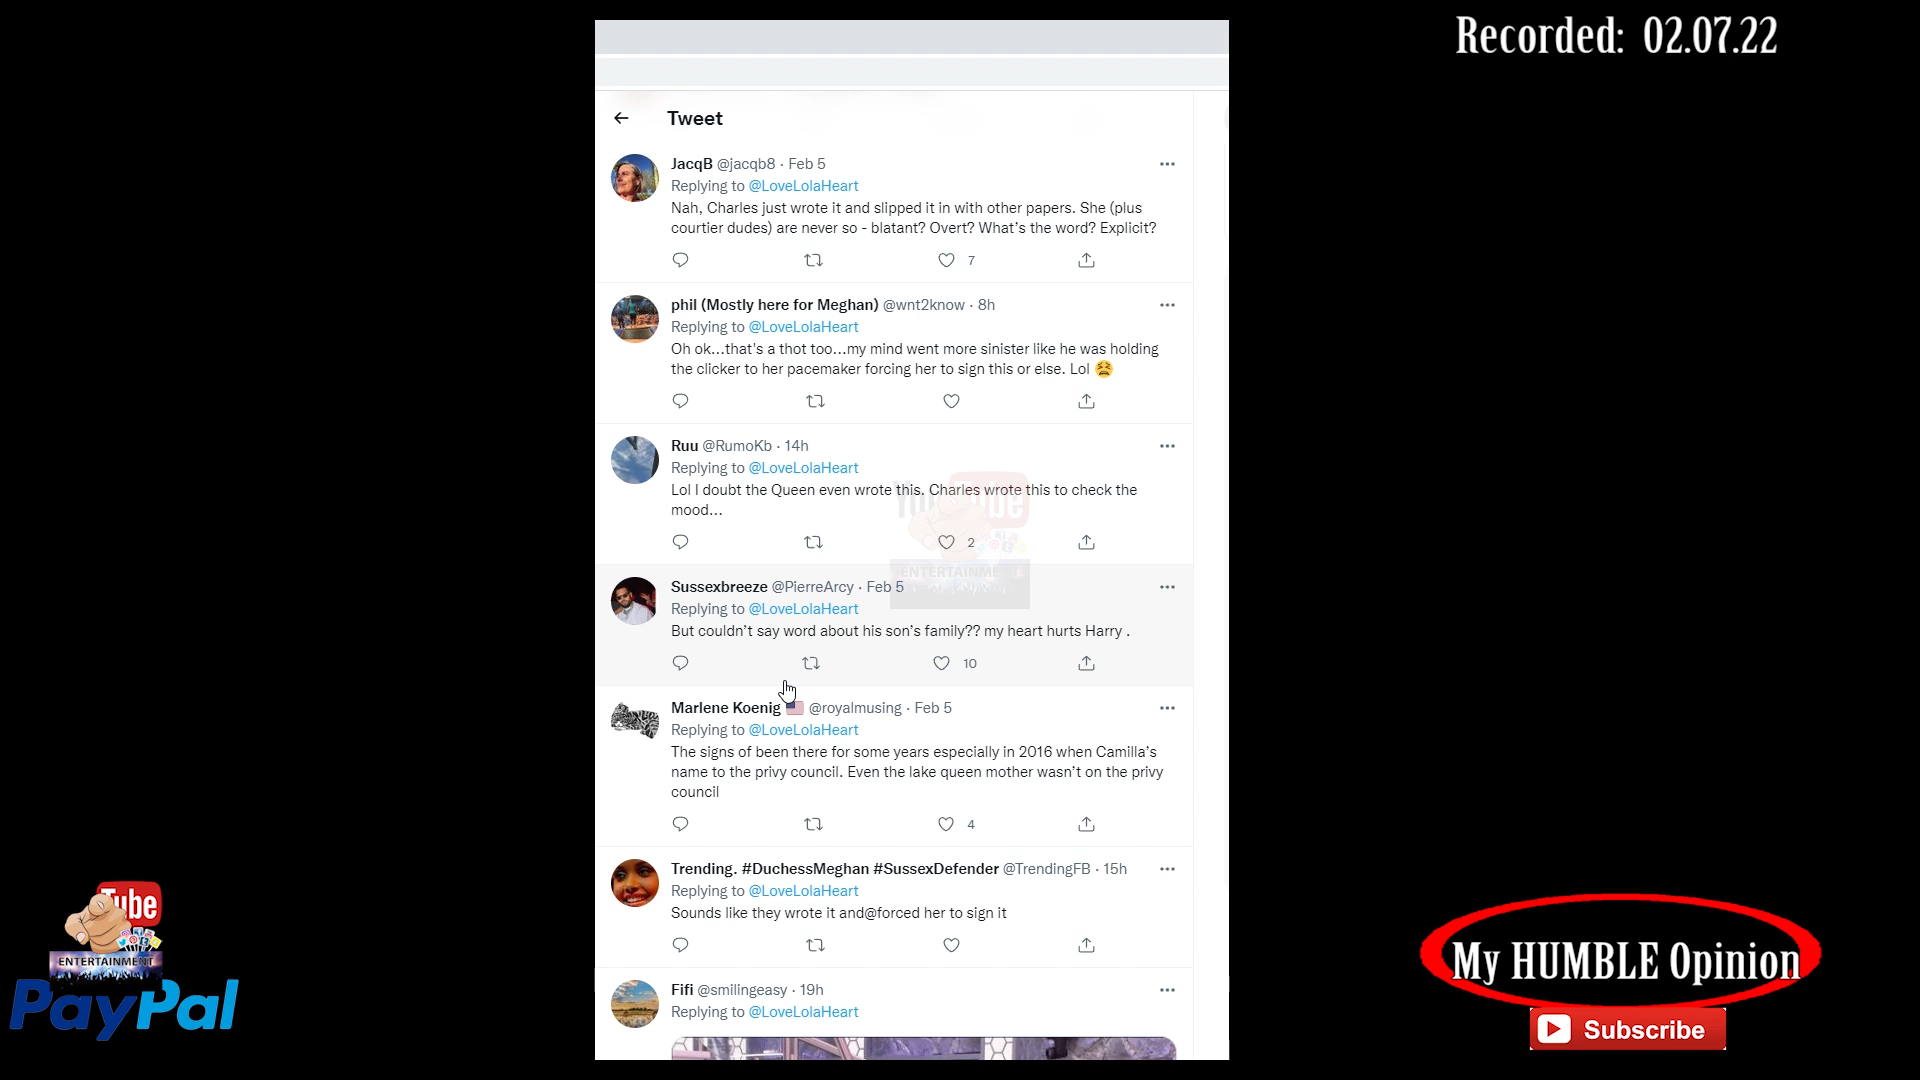 Recorded: 02.07.22
Tweet
JacqB @jacqb8 · Feb 5
Replying to @LoveLolaHeart
Nah, Charles just wrote it and slipped it in with other papers. She (plus
courtier dudes) are never so - blatant? Overt? What's the word? Explicit?
7
phil (Mostly here for Meghan) @wnt2know · 8h
Replying to @LoveLolaHeart
Oh ok...that's a thot too...my mind went more sinister like he was holding
the clicker to her pacemaker forcing her to sign this or else. Lol 😫
Ruu @RumoKb · 14h
Replying to @LoveLolaHeart
Lol I doubt the Queen even wrote this. Charles wrote this to check the
mood...
2
YouTube
ENTERTAINMENT
Sussexbreeze @PierreArcy · Feb 5
Replying to @LoveLolaHeart
But couldn't say word about his son's family?? my heart hurts Harry .
10
Marlene Koenig 🇺🇸 @royalmusing · Feb 5
Replying to @LoveLolaHeart
The signs of been there for some years especially in 2016 when Camilla's
name to the privy council. Even the lake queen mother wasn't on the privy
council
4
Trending. #DuchessMeghan #SussexDefender @TrendingFB · 15h
Replying to @LoveLolaHeart
Sounds like they wrote it and@forced her to sign it
Fifi @smilingeasy · 19h
Replying to @LoveLolaHeart
Tube
ENTERTAINMENT
PayPal
My HUMBLE Opinion
Subscribe